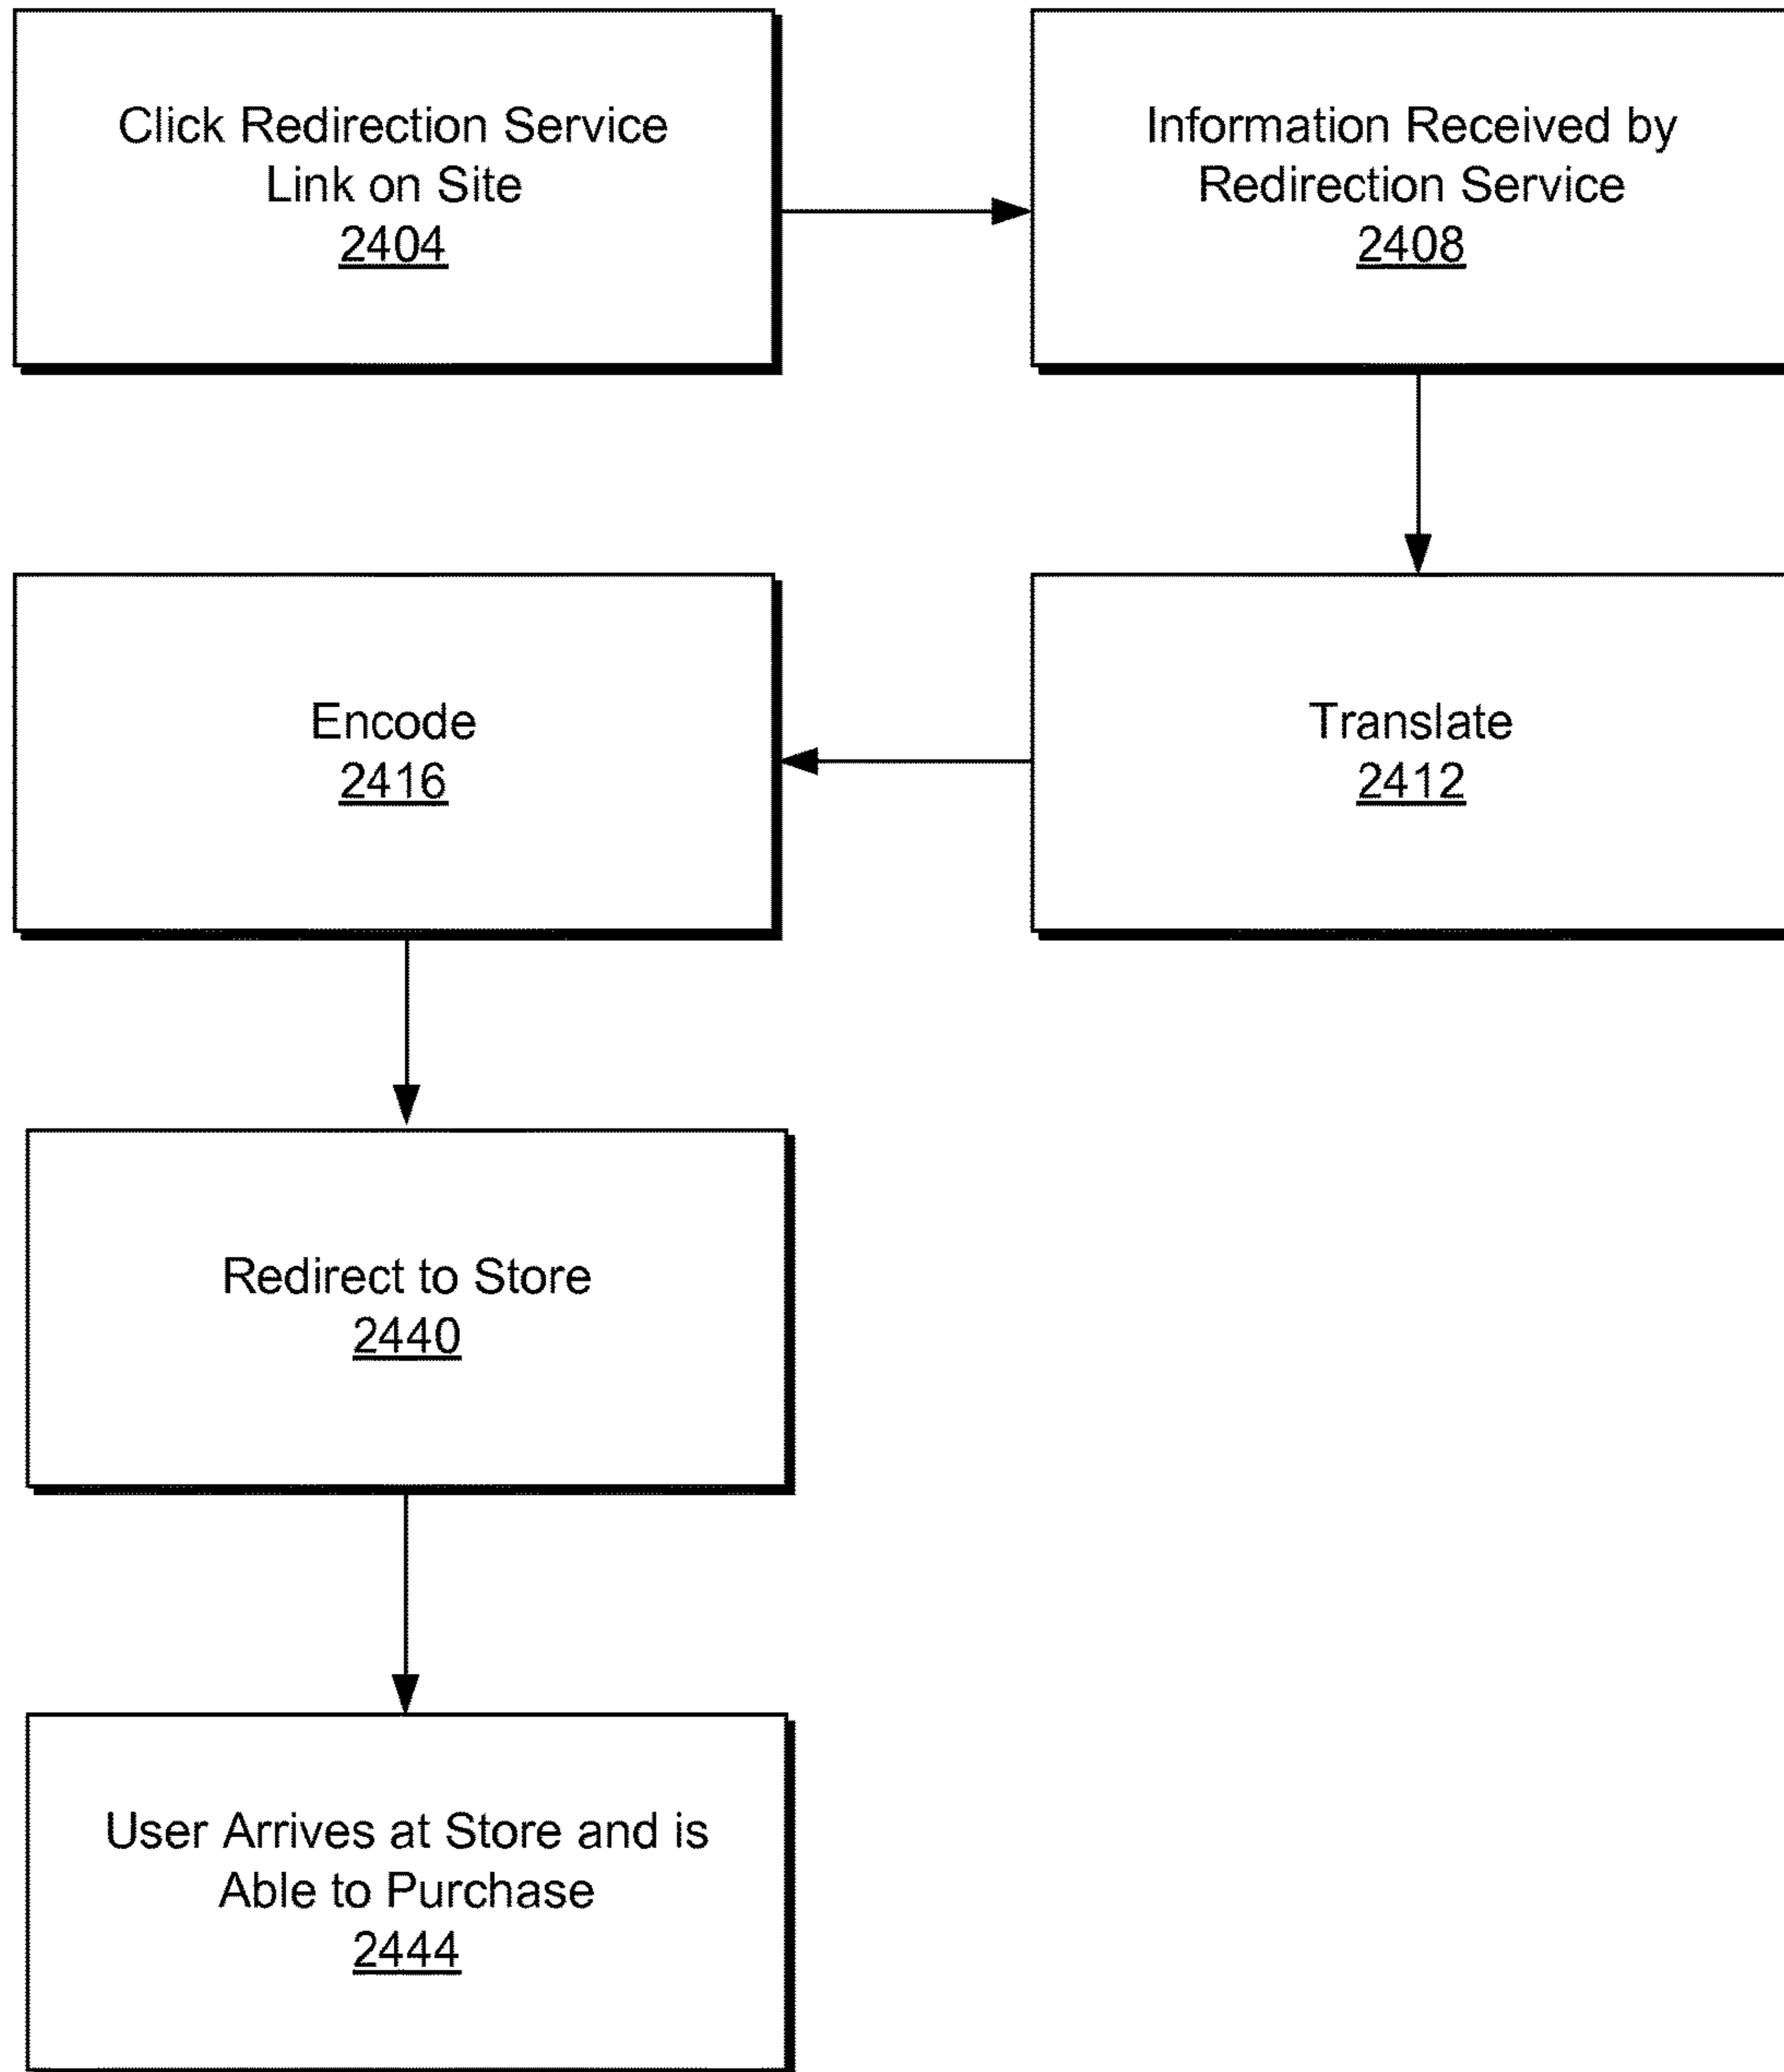 Click Redirection Service
Link on Site
2404
Information Received by
Redirection Service
2408
Translate
2412
Encode
2416
Redirect to Store
2440
User Arrives at Store and is
Able to Purchase
2444